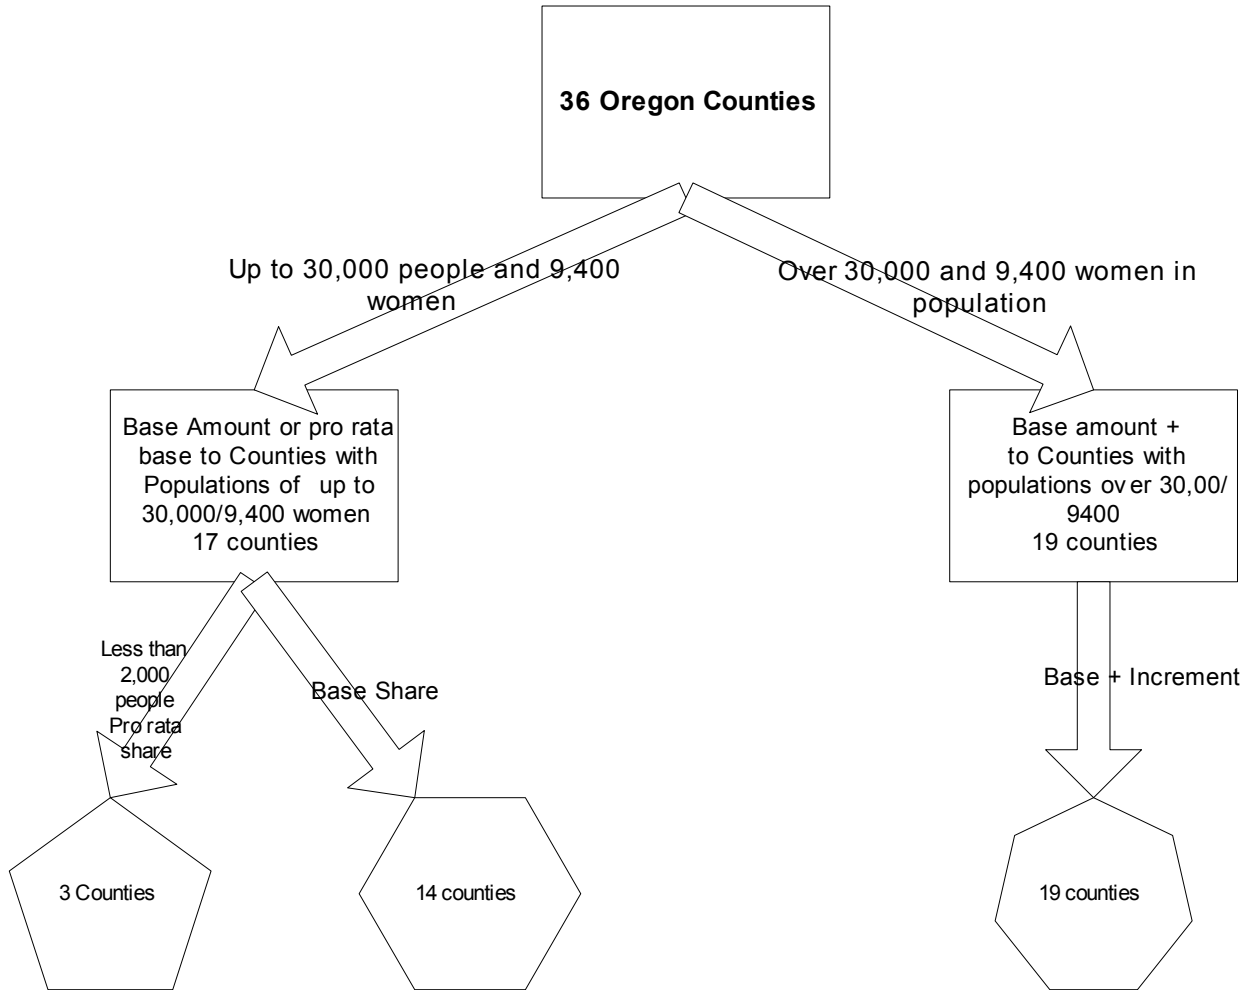 36 Oregon Counties
Up to 30,000 people and 9,400
women
Over 30,000 and 9,400 women in
population
Base Amount or pro rata
base to Counties with
Populations of up to
30,000/9,400 women
17 counties
Base amount +
to Counties with
populations over 30,00/
9400
19 counties
Less than
2,000
people
Pro rata
share
Base Share
Base + Increment
3 Counties
14 counties
19 counties